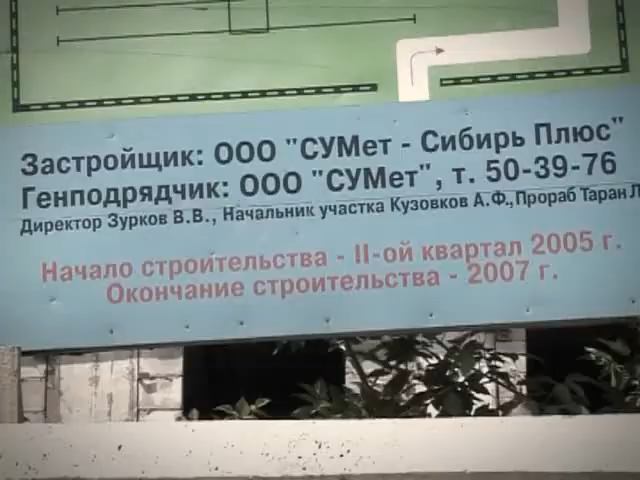 Застройщик: ООО "СУМет - Сибирь Плюс"
Генподрядчик: ООО "СУМет", т. 50-39-76
Директор Зурков В.В., Начальник участка Кузовков А.Ф., Прораб Таран Л
Начало строительства - II-ой квартал 2005 г.
Окончание строительства - 2007 г.